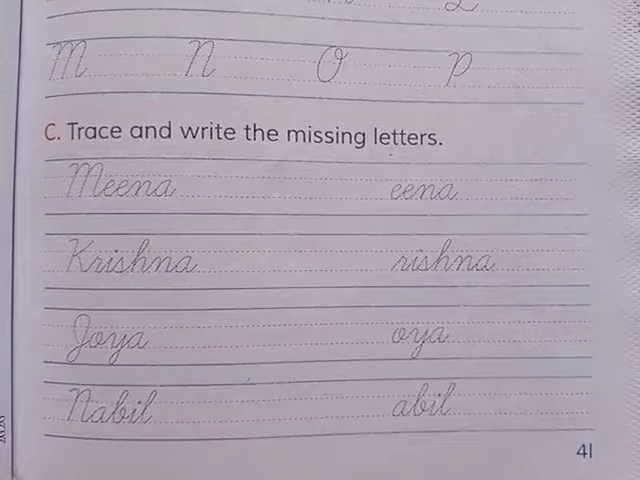 M N O P
C. Trace and write the missing letters.
Meena eena
Krishna rishna
Joya oya
Nabil abil
41